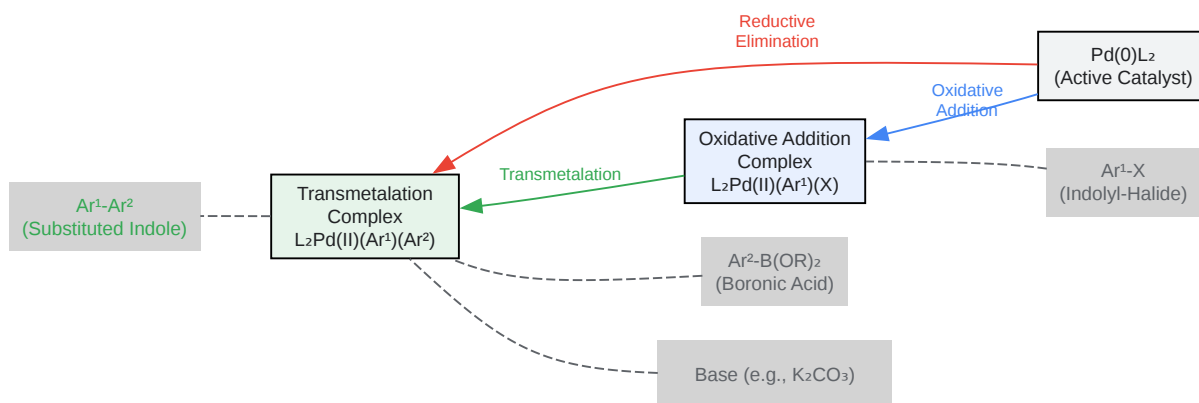 Reductive
Elimination
Pd(0)L₂
(Active Catalyst)
Oxidative
Addition
Oxidative Addition
Complex
L₂Pd(II)(Ar¹)(X)
Ar¹-X
(Indolyl-Halide)
Transmetalation
Transmetalation
Complex
L₂Pd(II)(Ar¹)(Ar²)
Ar¹-Ar²
(Substituted Indole)
Ar²-B(OR)₂
(Boronic Acid)
Base (e.g., K₂CO₃)